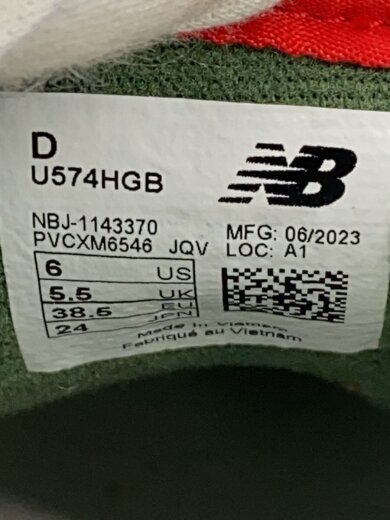 D
U574HGB
NB
NBJ-1143370
PVCXM6546 JQV
MFG: 06/2023
LOC: A1
6 US
5.5 UK
38.5 EU
24 JPN
Made in Vietnam
Fabriqué au Vietnam